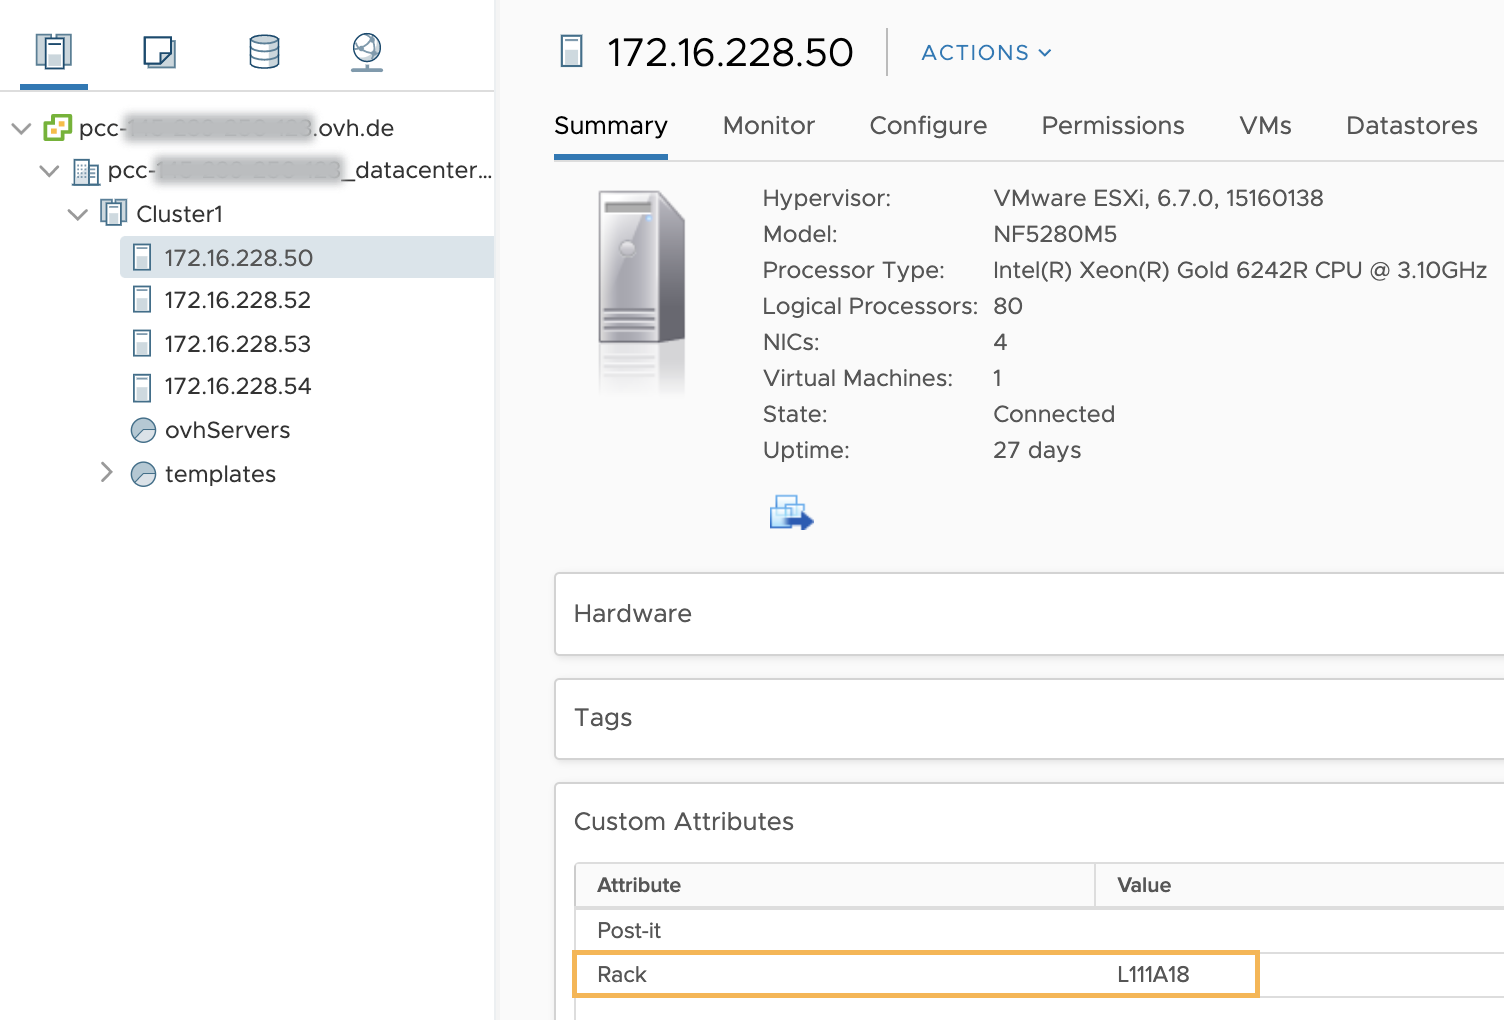 pcc-.ovh.de
pcc-_datacenter...
Cluster1
172.16.228.50
172.16.228.52
172.16.228.53
172.16.228.54
ovhServers
templates
172.16.228.50 ACTIONS
Summary Monitor Configure Permissions VMs Datastores
Hypervisor: VMware ESXi, 6.7.0, 15160138
Model: NF5280M5
Processor Type: Intel(R) Xeon(R) Gold 6242R CPU @ 3.10GHz
Logical Processors: 80
NICs: 4
Virtual Machines: 1
State: Connected
Uptime: 27 days
Hardware
Tags
Custom Attributes
Attribute Value
Post-it
Rack L111A18